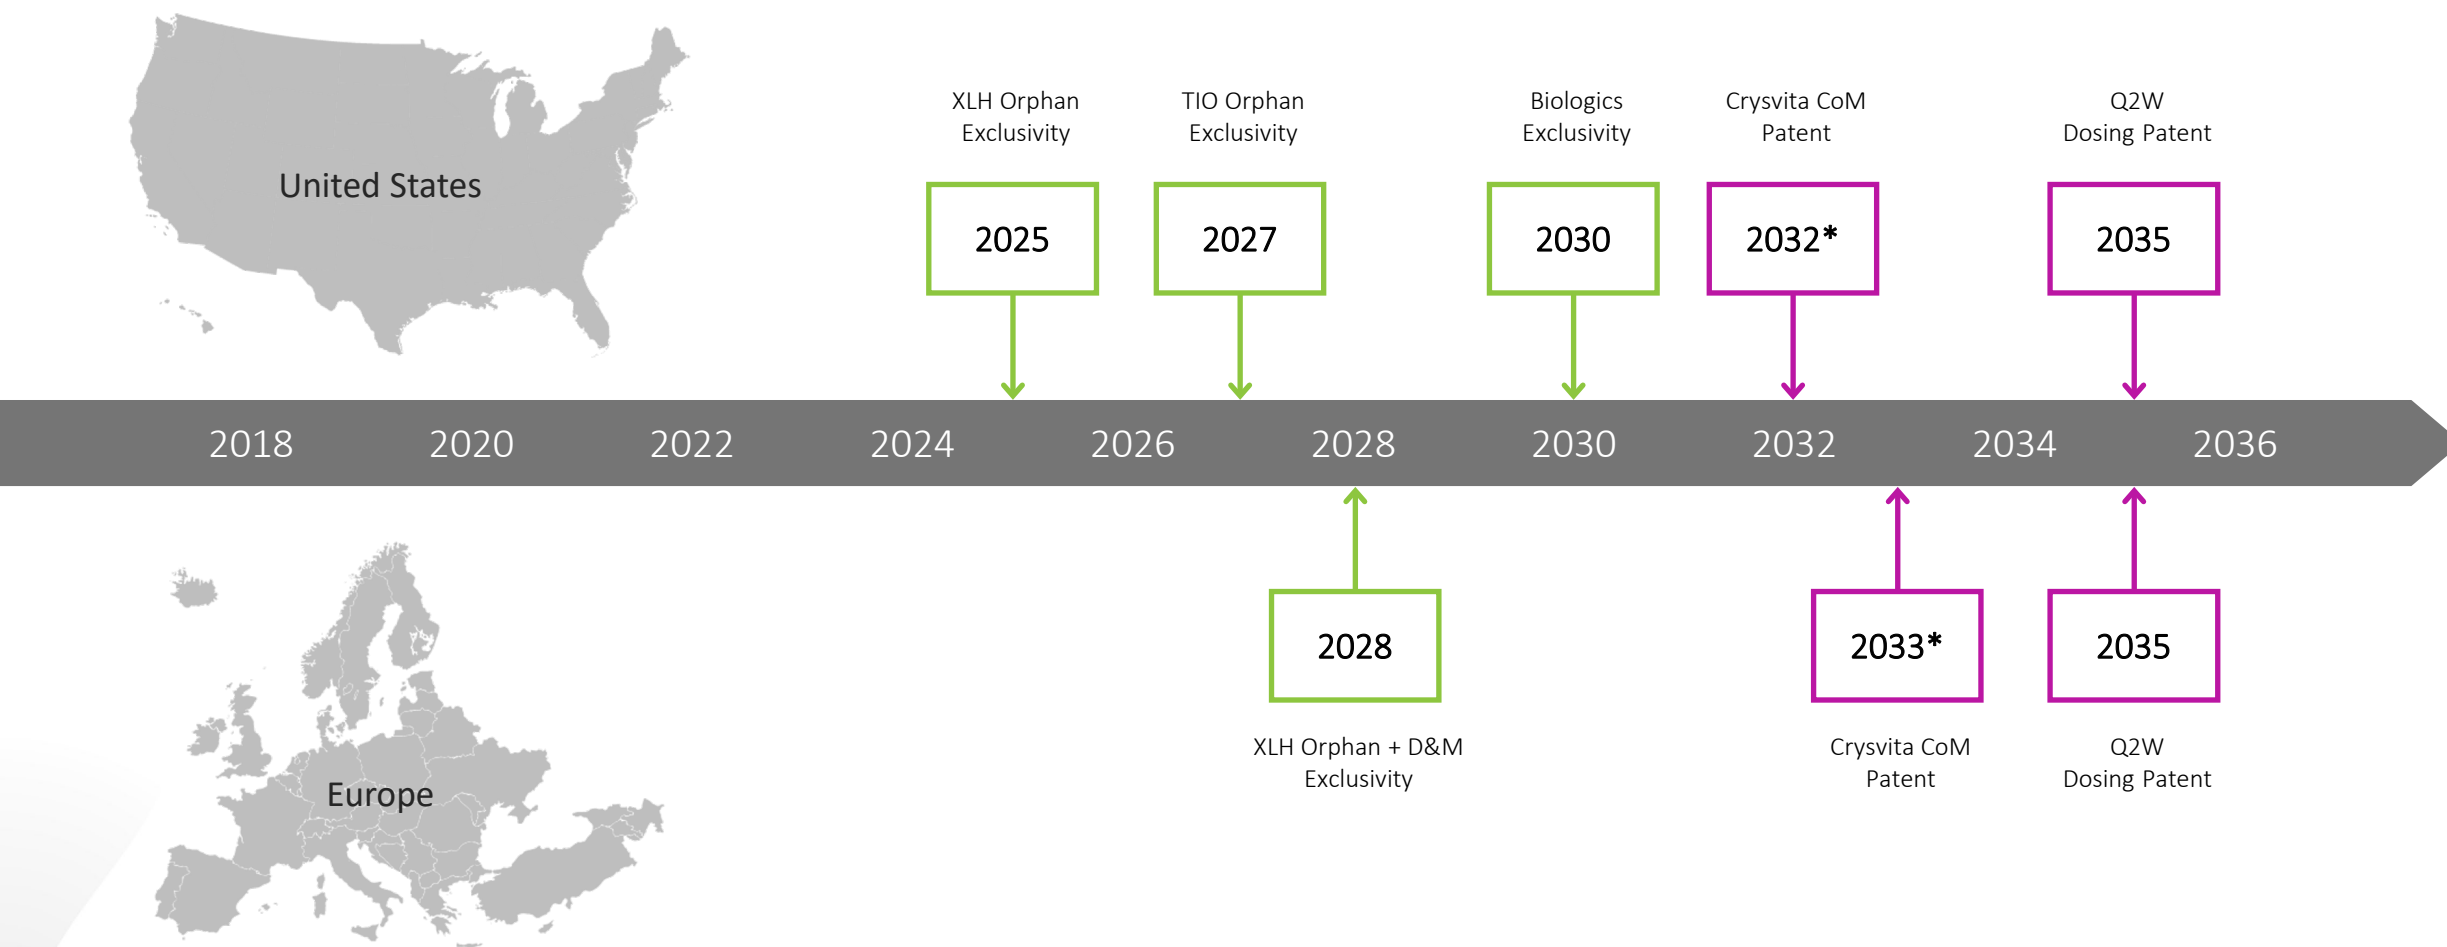 United States
XLH Orphan
Exclusivity
2025
TIO Orphan
Exclusivity
2027
Biologics
Exclusivity
2030
Crysvita CoM
Patent
2032*
Q2W
Dosing Patent
2035
2018 2020 2022 2024 2026 2028 2030 2032 2034 2036
Europe
2028
XLH Orphan + D&M
Exclusivity
2033*
Crysvita CoM
Patent
2035
Q2W
Dosing Patent